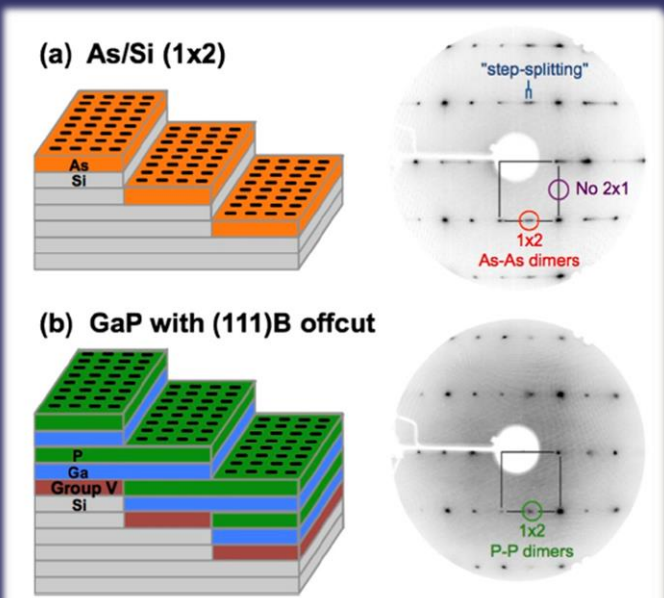 (a) As/Si (1x2)
"step-splitting"
As
Si
No 2x1
1x2
As-As dimers
(b) GaP with (111)B offcut
P
Ga
Group V
Si
1x2
P-P dimers